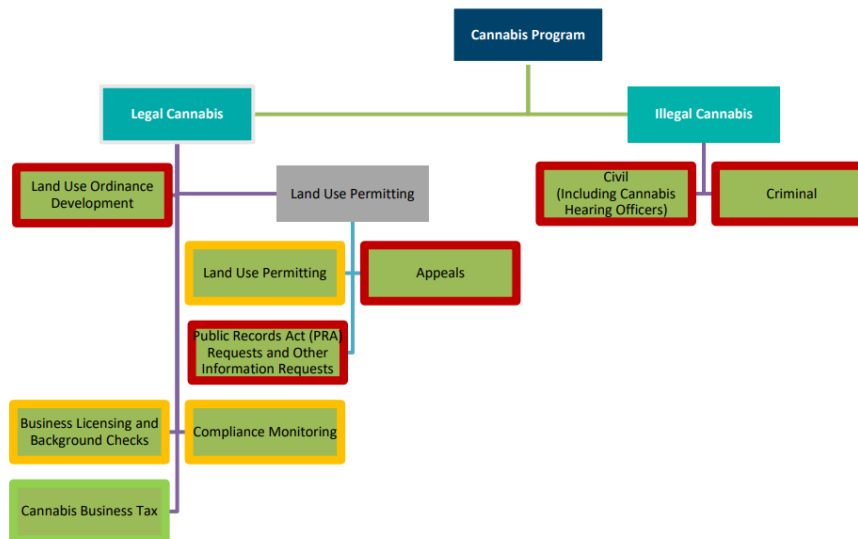 Cannabis Program
Legal Cannabis
Illegal Cannabis
Land Use Ordinance
Development
Land Use Permitting
Civil
(Including Cannabis
Hearing Officers)
Criminal
Land Use Permitting
Appeals
Public Records Act (PRA)
Requests and Other
Information Requests
Business Licensing and
Background Checks
Compliance Monitoring
Cannabis Business Tax